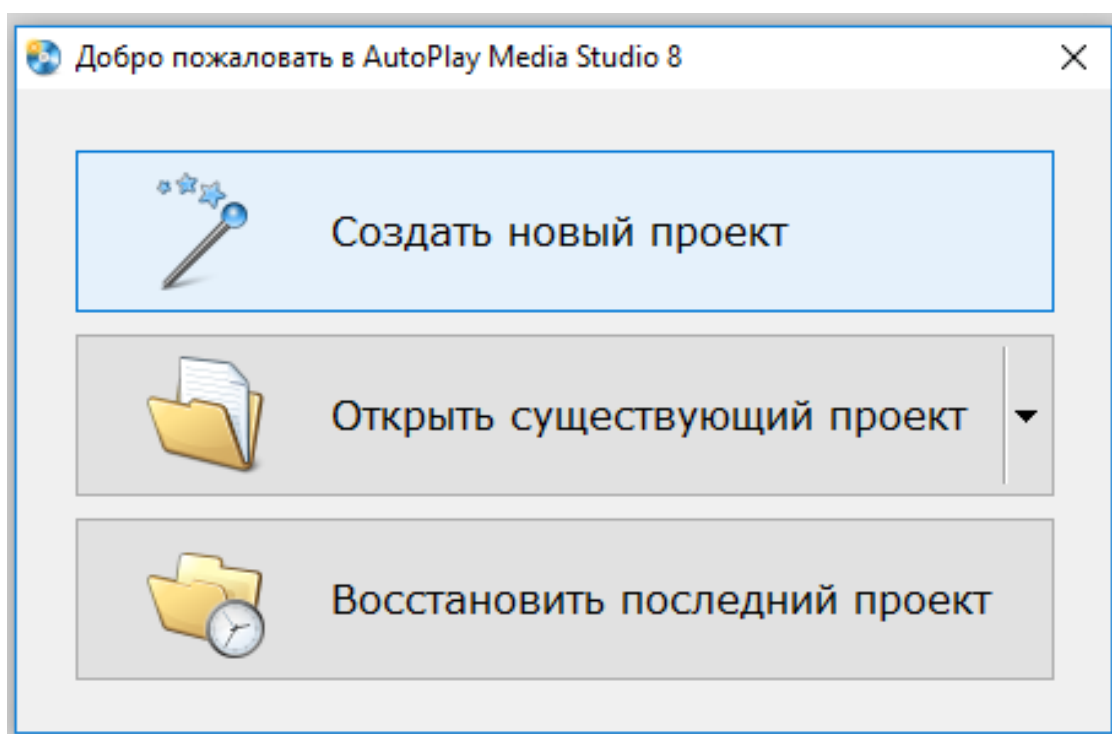 Добро пожаловать в AutoPlay Media Studio 8
Создать новый проект
Открыть существующий проект
Восстановить последний проект